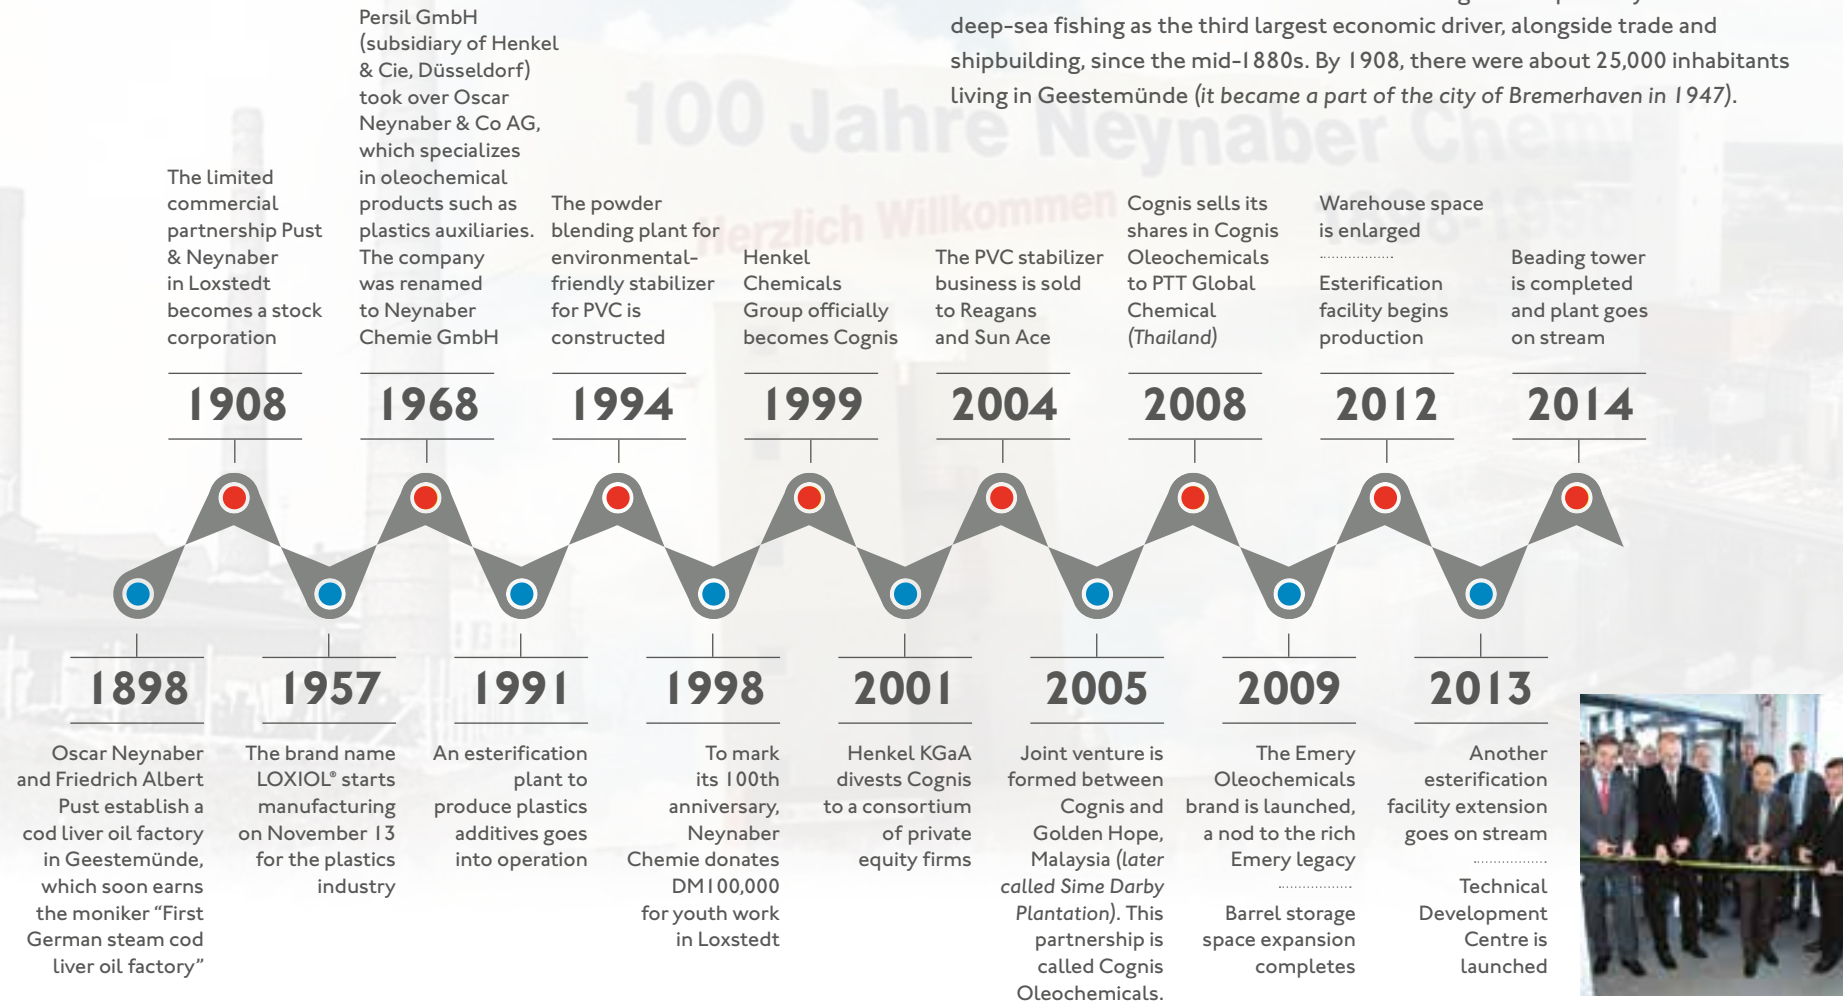 deep-sea fishing as the third largest economic driver, alongside trade and
shipbuilding, since the mid-1880s. By 1908, there were about 25,000 inhabitants
living in Geestemünde (it became a part of the city of Bremerhaven in 1947).
100 Jahre Neynaber Chemie
Herzlich Willkommen
1898-1998
The limited
commercial
partnership Pust
& Neynaber
in Loxstedt
becomes a stock
corporation
1908
Persil GmbH
(subsidiary of Henkel
& Cie, Düsseldorf)
took over Oscar
Neynaber & Co AG,
which specializes
in oleochemical
products such as
plastics auxiliaries.
The company
was renamed
to Neynaber
Chemie GmbH
1968
The powder
blending plant for
environmental-
friendly stabilizer
for PVC is
constructed
1994
Henkel
Chemicals
Group officially
becomes Cognis
1999
The PVC stabilizer
business is sold
to Reagans
and Sun Ace
2004
Cognis sells its
shares in Cognis
Oleochemicals
to PTT Global
Chemical
(Thailand)
2008
Warehouse space
is enlarged
Esterification
facility begins
production
2012
Beading tower
is completed
and plant goes
on stream
2014
1898
Oscar Neynaber
and Friedrich Albert
Pust establish a
cod liver oil factory
in Geestemünde,
which soon earns
the moniker “First
German steam cod
liver oil factory”
1957
The brand name
LOXIOL® starts
manufacturing
on November 13
for the plastics
industry
1991
An esterification
plant to
produce plastics
additives goes
into operation
1998
To mark
its 100th
anniversary,
Neynaber
Chemie donates
DM100,000
for youth work
in Loxstedt
2001
Henkel KGaA
divests Cognis
to a consortium
of private
equity firms
2005
Joint venture is
formed between
Cognis and
Golden Hope,
Malaysia (later
called Sime Darby
Plantation). This
partnership is
called Cognis
Oleochemicals.
2009
The Emery
Oleochemicals
brand is launched,
a nod to the rich
Emery legacy
Barrel storage
space expansion
completes
2013
Another
esterification
facility extension
goes on stream
Technical
Development
Centre is
launched